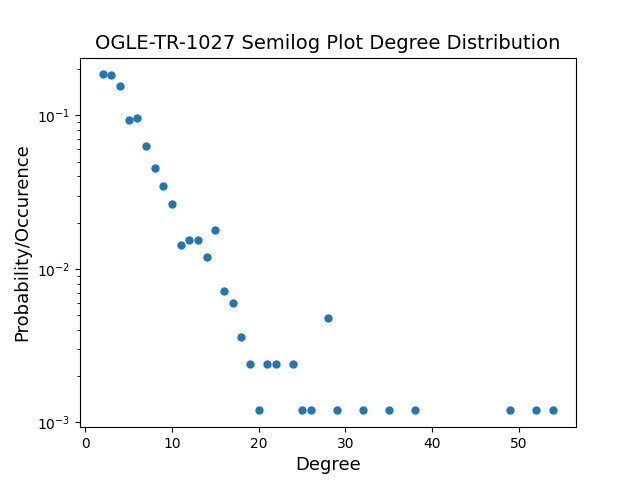 OGLE-TR-1027 Semilog Plot Degree Distribution
10⁻¹
10⁻²
10⁻³
Probability/Occurence
0 10 20 30 40 50
Degree